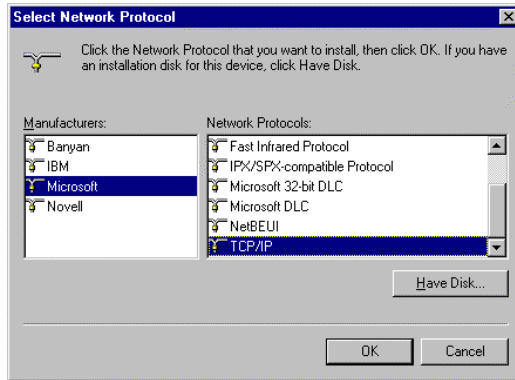 Select Network Protocol
Click the Network Protocol that you want to install, then click OK. If you have
an installation disk for this device, click Have Disk.
Manufacturers:
Banyan
IBM
Microsoft
Novell
Network Protocols:
Fast Infrared Protocol
IPX/SPX-compatible Protocol
Microsoft 32-bit DLC
Microsoft DLC
NetBEUI
TCP/IP
Have Disk...
OK
Cancel